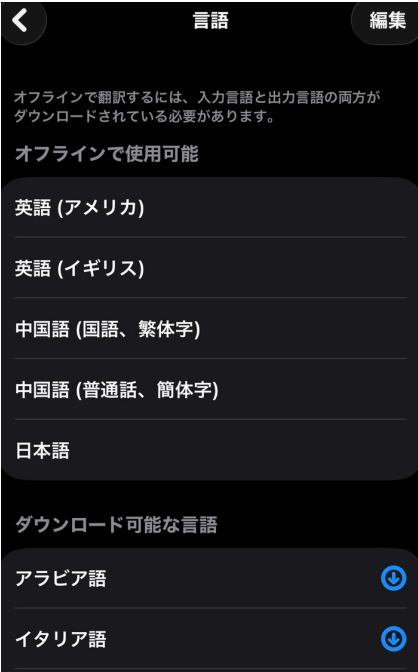 言語
編集
オフラインで翻訳するには、入力言語と出力言語の両方が
ダウンロードされている必要があります。
オフラインで使用可能
英語 (アメリカ)
英語 (イギリス)
中国語 (国語、繁体字)
中国語 (普通話、簡体字)
日本語
ダウンロード可能な言語
アラビア語
イタリア語